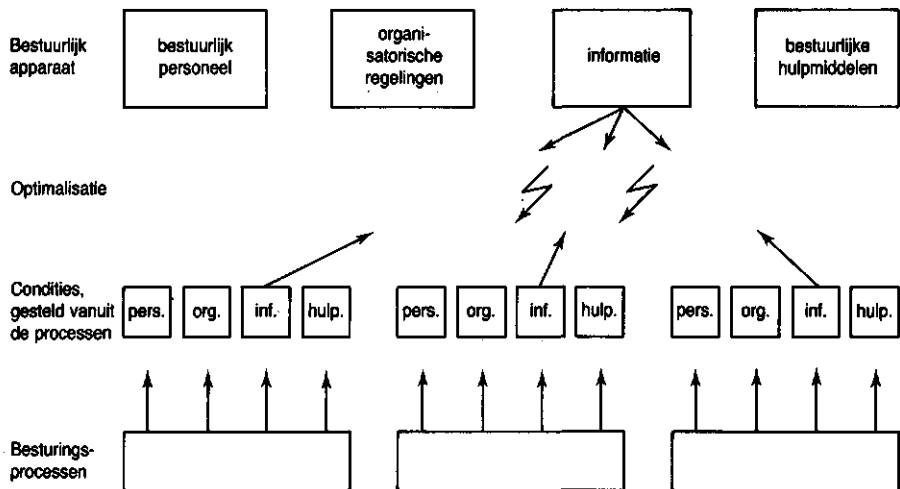 Bestuurlijk
apparaat
bestuurlijk
personeel
organi-
satorische
regelingen
informatie
bestuurlijke
hulpmiddelen
Optimalisatie
Condities,
gesteld vanuit
de processen
pers.
org.
inf.
hulp.
pers.
org.
inf.
hulp.
pers.
org.
inf.
hulp.
Besturings-
processen